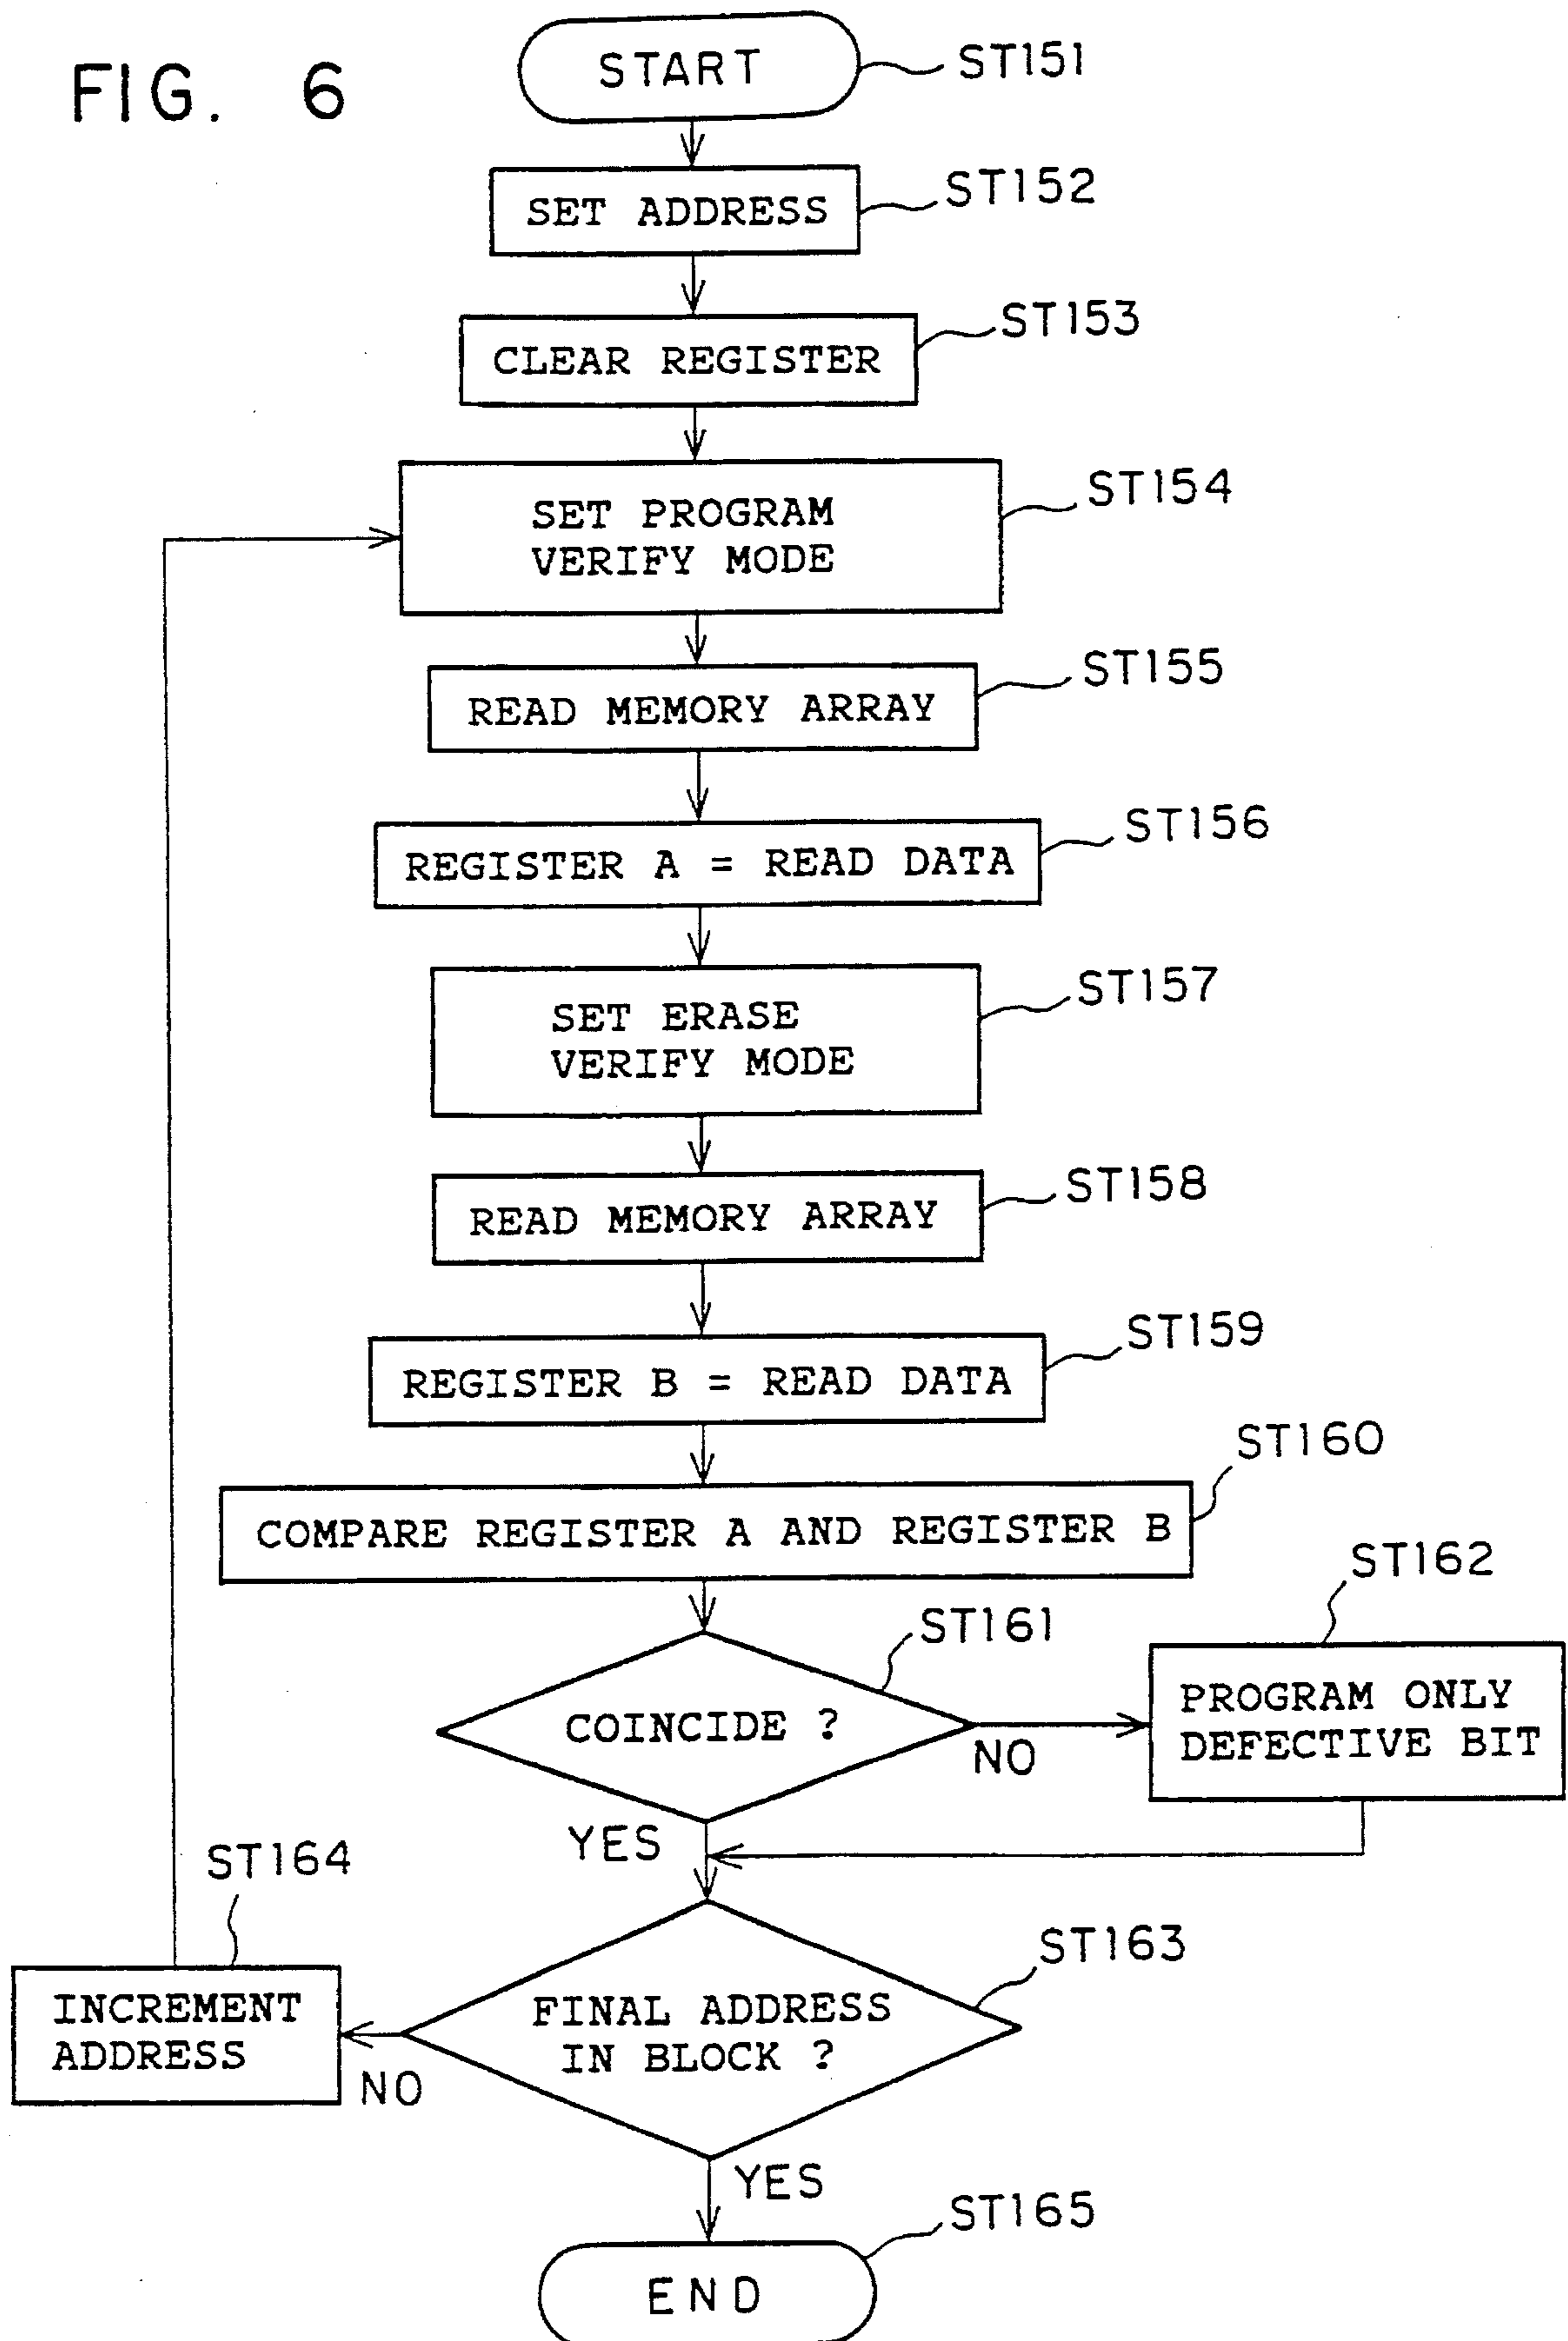 FIG. 6
START
ST151
SET ADDRESS
ST152
CLEAR REGISTER
ST153
SET PROGRAM
VERIFY MODE
ST154
READ MEMORY ARRAY
ST155
REGISTER A = READ DATA
ST156
SET ERASE
VERIFY MODE
ST157
READ MEMORY ARRAY
ST158
REGISTER B = READ DATA
ST159
COMPARE REGISTER A AND REGISTER B
ST160
COINCIDE ?
ST161
NO
PROGRAM ONLY
DEFECTIVE BIT
ST162
YES
FINAL ADDRESS
IN BLOCK ?
ST163
NO
INCREMENT
ADDRESS
ST164
YES
END
ST165